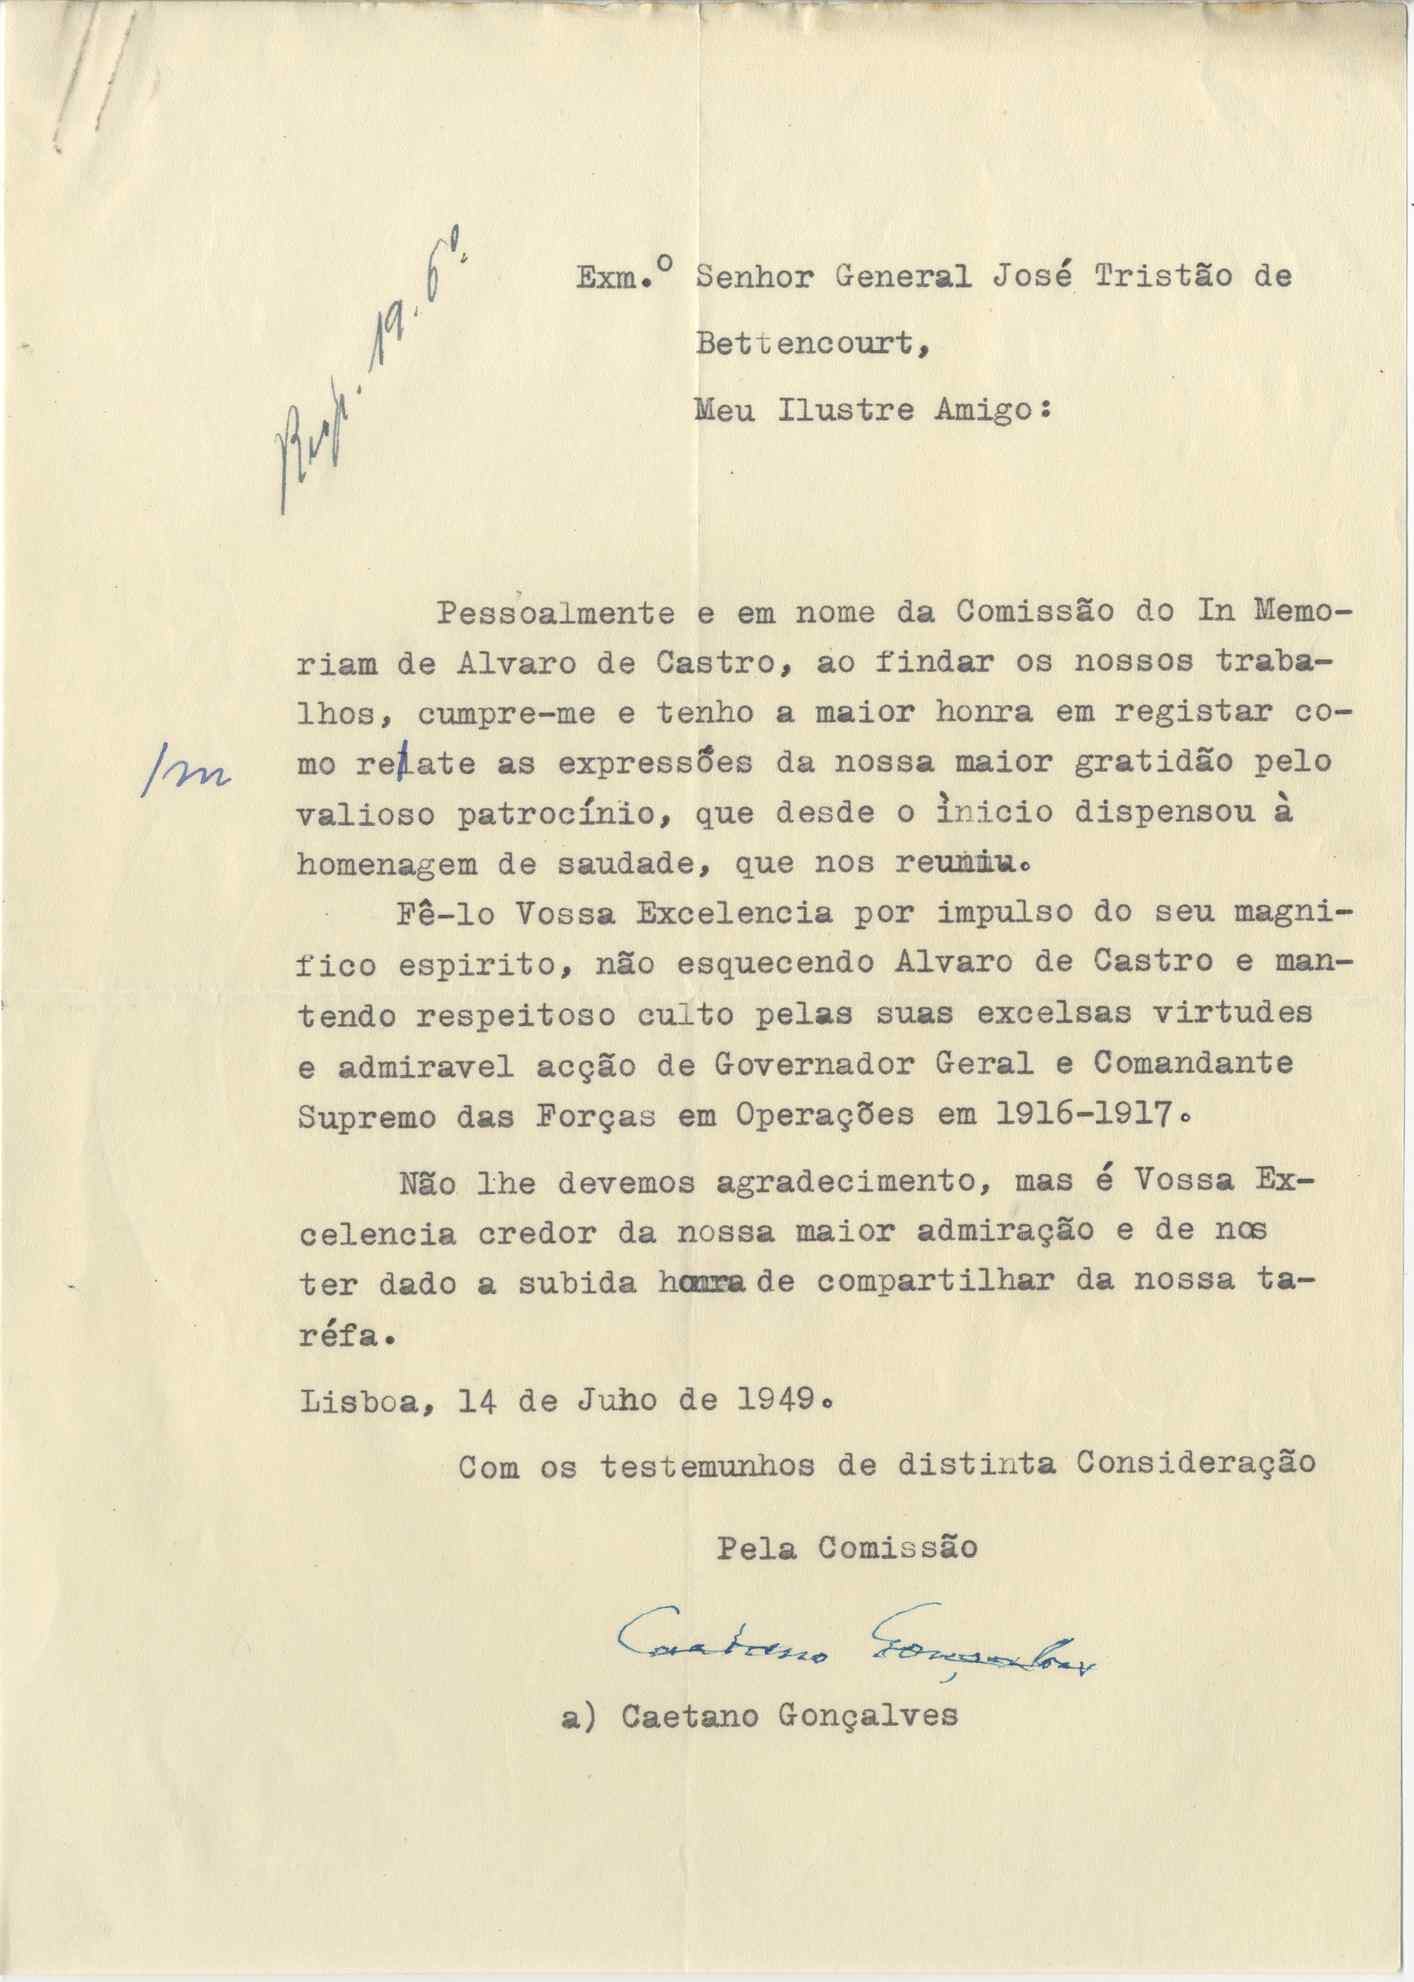 Resp. 19. 6º.
Exm.º Senhor General José Tristão de
Bettencourt,
Meu Ilustre Amigo:
Pessoalmente e em nome da Comissão do In Memo-
riam de Alvaro de Castro, ao findar os nossos traba-
lhos, cumpre-me e tenho a maior honra em registar co-
/m
mo relate as expressões da nossa maior gratidão pelo
valioso patrocínio, que desde o ìnicio dispensou à
homenagem de saudade, que nos reuniu.
Fê-lo Vossa Excelencia por impulso do seu magni-
fico espirito, não esquecendo Alvaro de Castro e man-
tendo respeitoso culto pelas suas excelsas virtudes
e admiravel acção de Governador Geral e Comandante
Supremo das Forças em Operações em 1916-1917.
Não lhe devemos agradecimento, mas é Vossa Ex-
celencia credor da nossa maior admiração e de nos
ter dado a subida honra de compartilhar da nossa ta-
réfa.
Lisboa, 14 de Juho de 1949.
Com os testemunhos de distinta Consideração
Pela Comissão
Caetano Gonçalves
a) Caetano Gonçalves